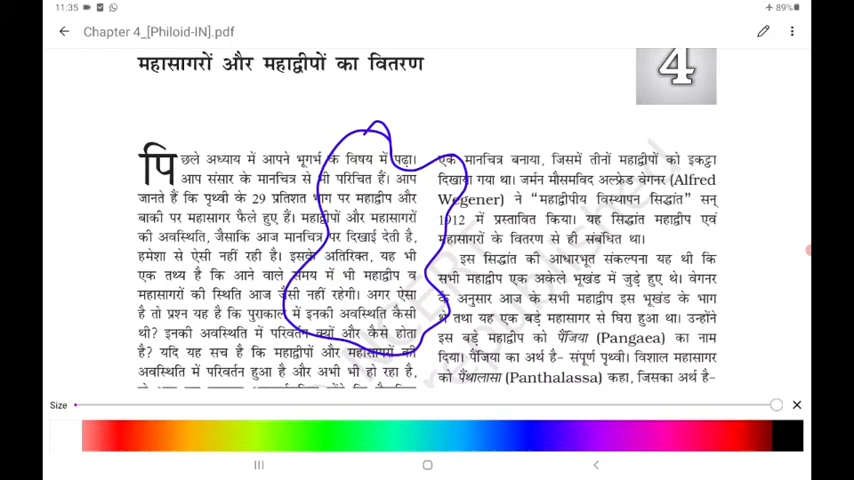 11:35
89%
Chapter 4_[Philoid-IN].pdf
महासागरों और महाद्वीपों का वितरण
4
पिछले अध्याय में आपने भूगर्भ के विषय में पढ़ा।
आप संसार के मानचित्र से भी परिचित हैं। आप
जानते हैं कि पृथ्वी के 29 प्रतिशत भाग पर महाद्वीप और
बाकी पर महासागर फैले हुए हैं। महाद्वीपों और महासागरों
की अवस्थिति, जैसाकि आज मानचित्र पर दिखाई देती है,
हमेशा से ऐसी नहीं रही है। इसके अतिरिक्त, यह भी
एक तथ्य है कि आने वाले समय में भी महाद्वीप व
महासागरों की स्थिति आज जैसी नहीं रहेगी। अगर ऐसा
है तो प्रश्न यह है कि पुराकाल में इनकी अवस्थिति कैसी
थी? इनकी अवस्थिति में परिवर्तन क्यों और कैसे होता
है? यदि यह सच है कि महाद्वीपों और महासागरों की
अवस्थिति में परिवर्तन हुआ है और अभी भी हो रहा है,
एक मानचित्र बनाया, जिसमें तीनों महाद्वीपों को इकट्ठा
दिखाया गया था। जर्मन मौसमविद अल्फ्रेड वेगनर (Alfred
Wegener) ने "महाद्वीपीय विस्थापन सिद्धांत" सन्
1912 में प्रस्तावित किया। यह सिद्धांत महाद्वीप एवं
महासागरों के वितरण से ही संबंधित था।
इस सिद्धांत की आधारभूत संकल्पना यह थी कि
सभी महाद्वीप एक अकेले भूखंड में जुड़े हुए थे। वेगनर
के अनुसार आज के सभी महाद्वीप इस भूखंड के भाग
थे तथा यह एक बड़े महासागर से घिरा हुआ था। उन्होंने
इस बड़े महाद्वीप को पैंजिया (Pangaea) का नाम
दिया। पैंजिया का अर्थ है- संपूर्ण पृथ्वी। विशाल महासागर
को पैंथालासा (Panthalassa) कहा, जिसका अर्थ है-
NCERT
republished
Size